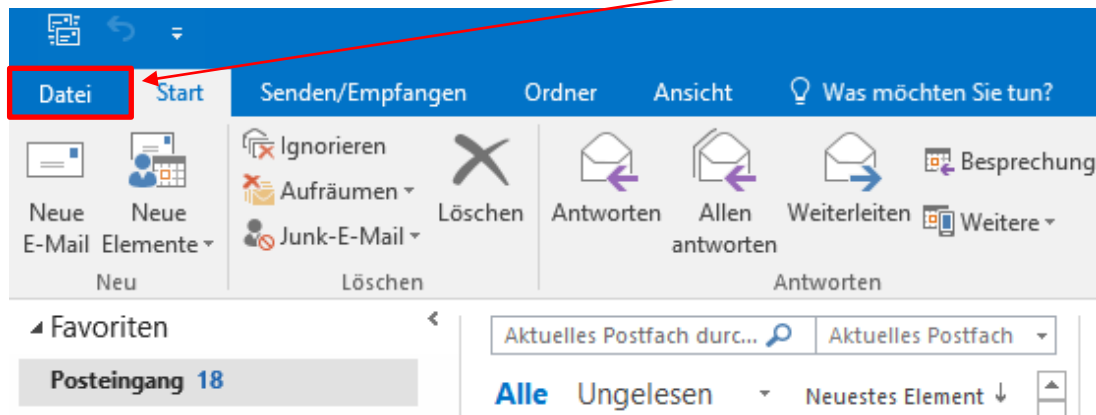 Datei Start Senden/Empfangen Ordner Ansicht Was möchten Sie tun?
Neue E-Mail
Neue Elemente
Ignorieren
Aufräumen
Junk-E-Mail
Löschen
Antworten
Allen antworten
Weiterleiten
Besprechung
Weitere
Neu Löschen Antworten
Favoriten
Posteingang 18
Aktuelles Postfach durc... Aktuelles Postfach
Alle Ungelesen Neuestes Element ↓